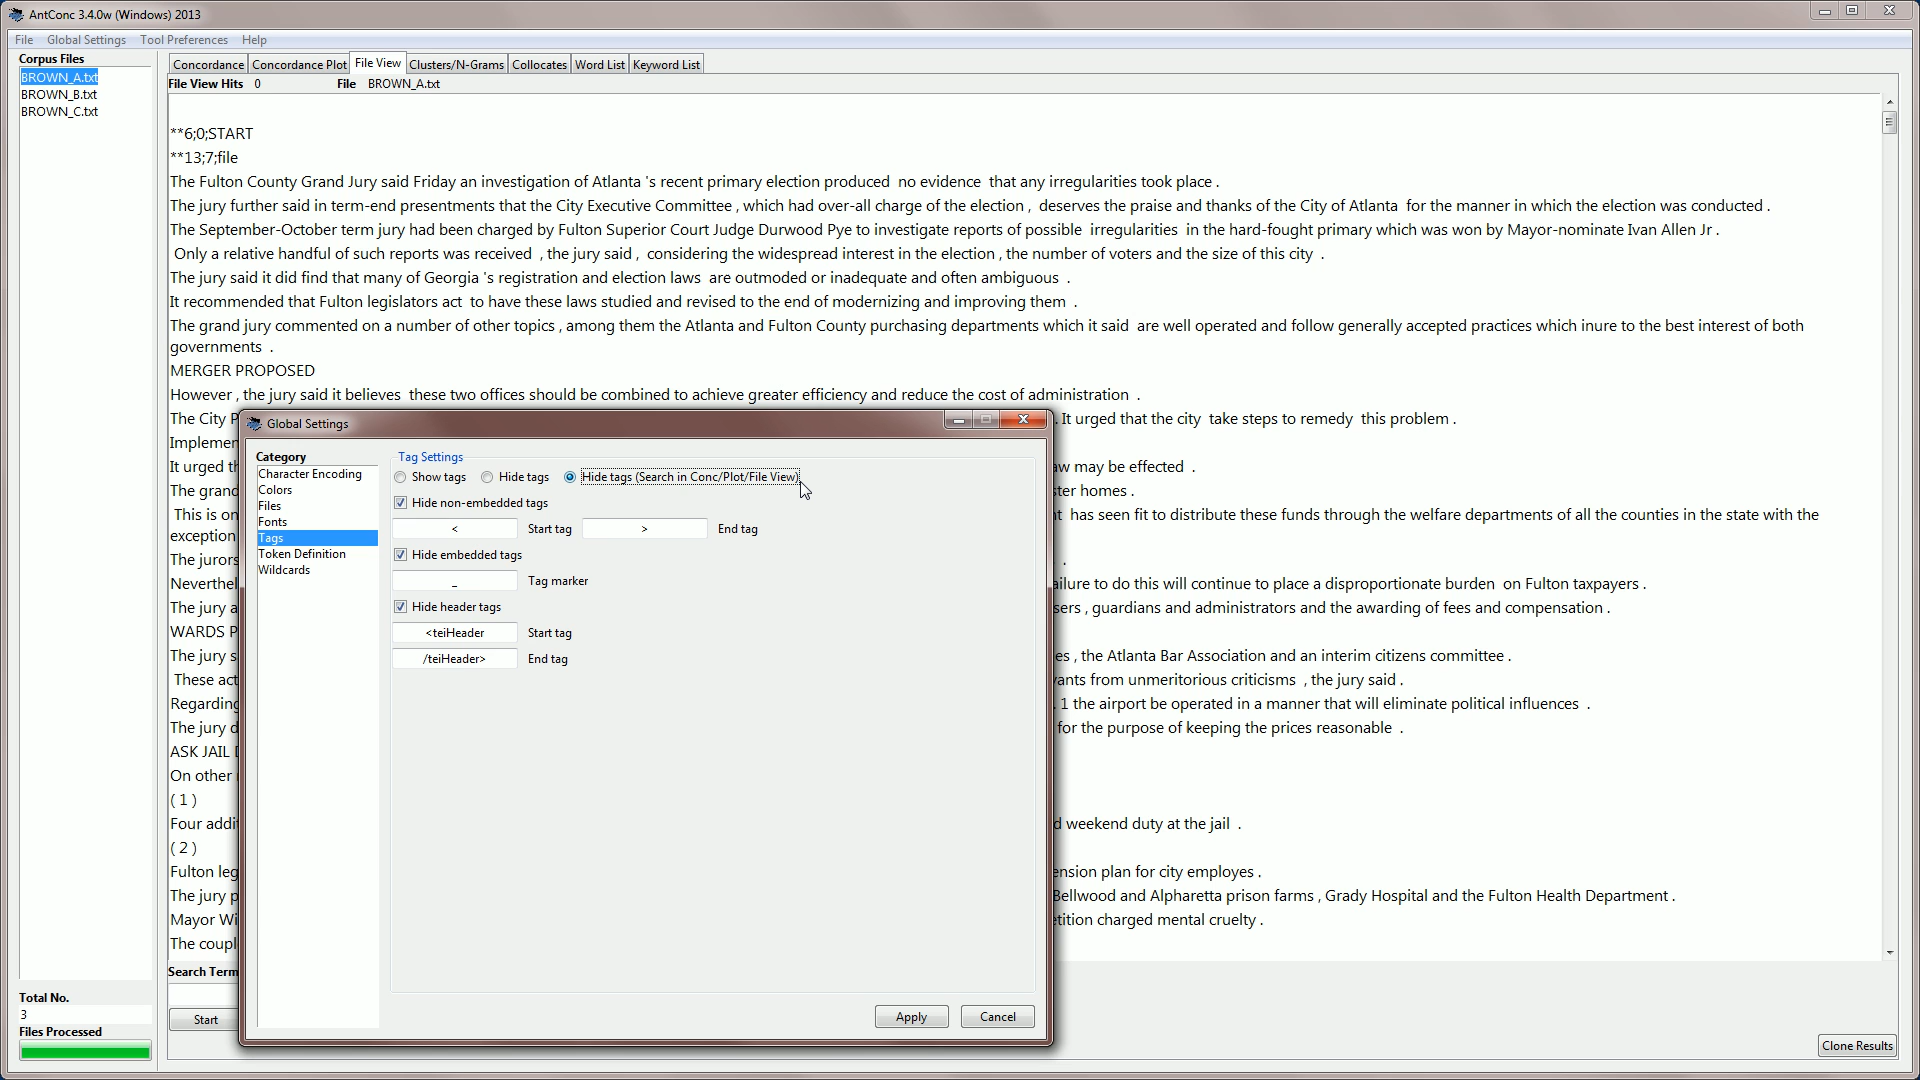 AntConc 3.4.0w (Windows) 2013
File Global Settings Tool Preferences Help
Corpus Files
BROWN_A.txt
BROWN_B.txt
BROWN_C.txt
Concordance Concordance Plot File View Clusters/N-Grams Collocates Word List Keyword List
File View Hits 0 File BROWN_A.txt
**6;0;START
**13;7;file
The Fulton County Grand Jury said Friday an investigation of Atlanta 's recent primary election produced no evidence that any irregularities took place .
The jury further said in term-end presentments that the City Executive Committee , which had over-all charge of the election , deserves the praise and thanks of the City of Atlanta for the manner in which the election was conducted .
The September-October term jury had been charged by Fulton Superior Court Judge Durwood Pye to investigate reports of possible irregularities in the hard-fought primary which was won by Mayor-nominate Ivan Allen Jr .
Only a relative handful of such reports was received , the jury said , considering the widespread interest in the election , the number of voters and the size of this city .
The jury said it did find that many of Georgia 's registration and election laws are outmoded or inadequate and often ambiguous .
It recommended that Fulton legislators act to have these laws studied and revised to the end of modernizing and improving them .
The grand jury commented on a number of other topics , among them the Atlanta and Fulton County purchasing departments which it said are well operated and follow generally accepted practices which inure to the best interest of both
governments .
MERGER PROPOSED
However , the jury said it believes these two offices should be combined to achieve greater efficiency and reduce the cost of administration .
The City P . It urged that the city take steps to remedy this problem .
Implemen
It urged th aw may be effected .
The grand ster homes .
This is on t has seen fit to distribute these funds through the welfare departments of all the counties in the state with the
exception
The jurors .
Neverthel ailure to do this will continue to place a disproportionate burden on Fulton taxpayers .
The jury a sers , guardians and administrators and the awarding of fees and compensation .
WARDS P
The jury s es , the Atlanta Bar Association and an interim citizens committee .
These act vants from unmeritorious criticisms , the jury said .
Regarding . 1 the airport be operated in a manner that will eliminate political influences .
The jury d for the purpose of keeping the prices reasonable .
ASK JAIL D
On other
( 1 )
Four addi d weekend duty at the jail .
( 2 )
Fulton leg ension plan for city employes .
The jury p Bellwood and Alpharetta prison farms , Grady Hospital and the Fulton Health Department .
Mayor Wi tition charged mental cruelty .
The coupl
Search Term
Start
Clone Results
Total No.
3
Files Processed
Global Settings
Category
Character Encoding
Colors
Files
Fonts
Tags
Token Definition
Wildcards
Tag Settings
Show tags Hide tags Hide tags (Search in Conc/Plot/File View)
Hide non-embedded tags
< Start tag > End tag
Hide embedded tags
_ Tag marker
Hide header tags
<teiHeader Start tag
/teiHeader> End tag
Apply Cancel